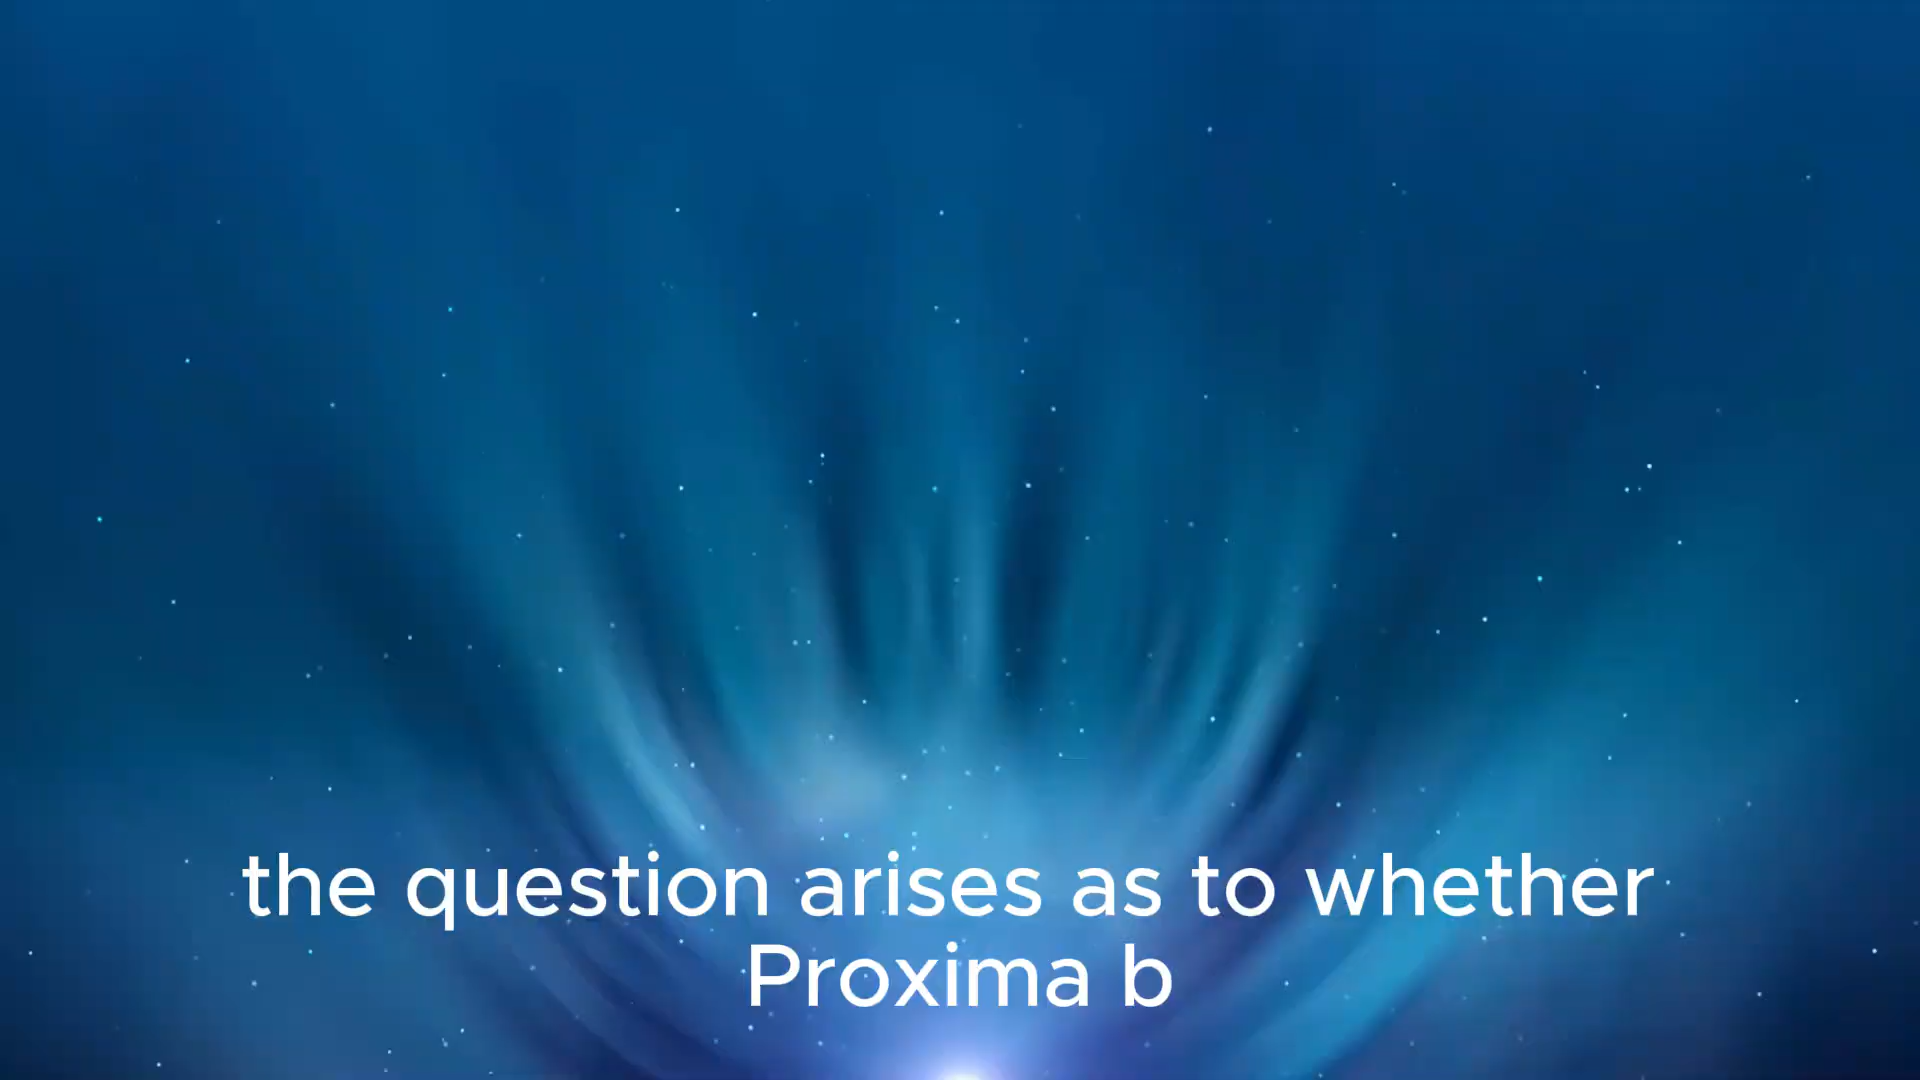 the question arises as to whether
Proxima b